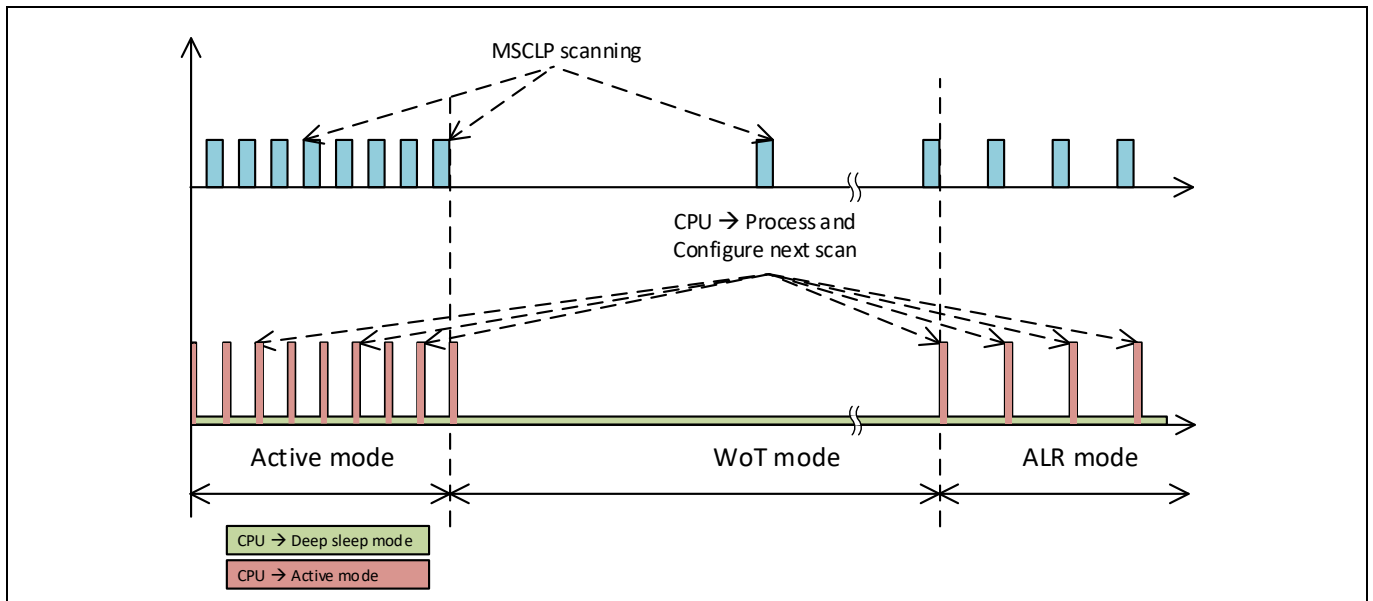 MSCLP scanning
CPU → Process and
Configure next scan
Active mode
WoT mode
ALR mode
CPU → Deep sleep mode
CPU → Active mode